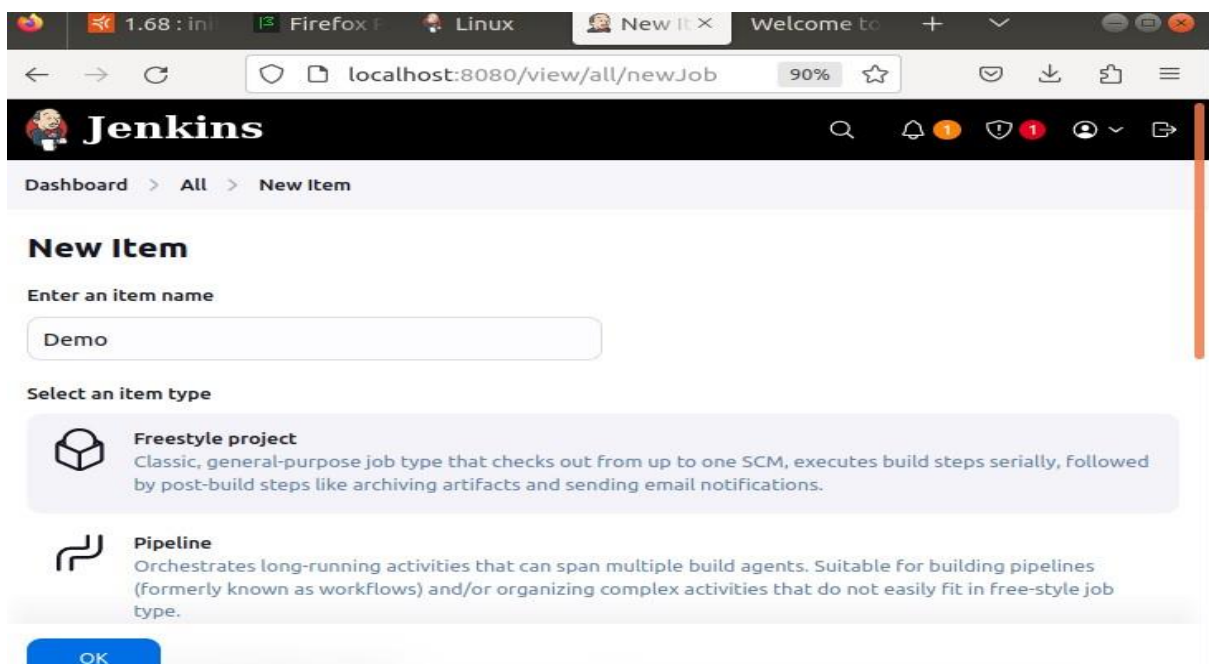 1.68 : ini Firefox F Linux New It Welcome to
localhost:8080/view/all/newJob 90%
Jenkins 1 1
Dashboard > All > New Item
New Item
Enter an item name
Demo
Select an item type
Freestyle project
Classic, general-purpose job type that checks out from up to one SCM, executes build steps serially, followed
by post-build steps like archiving artifacts and sending email notifications.
Pipeline
Orchestrates long-running activities that can span multiple build agents. Suitable for building pipelines
(formerly known as workflows) and/or organizing complex activities that do not easily fit in free-style job
type.
OK